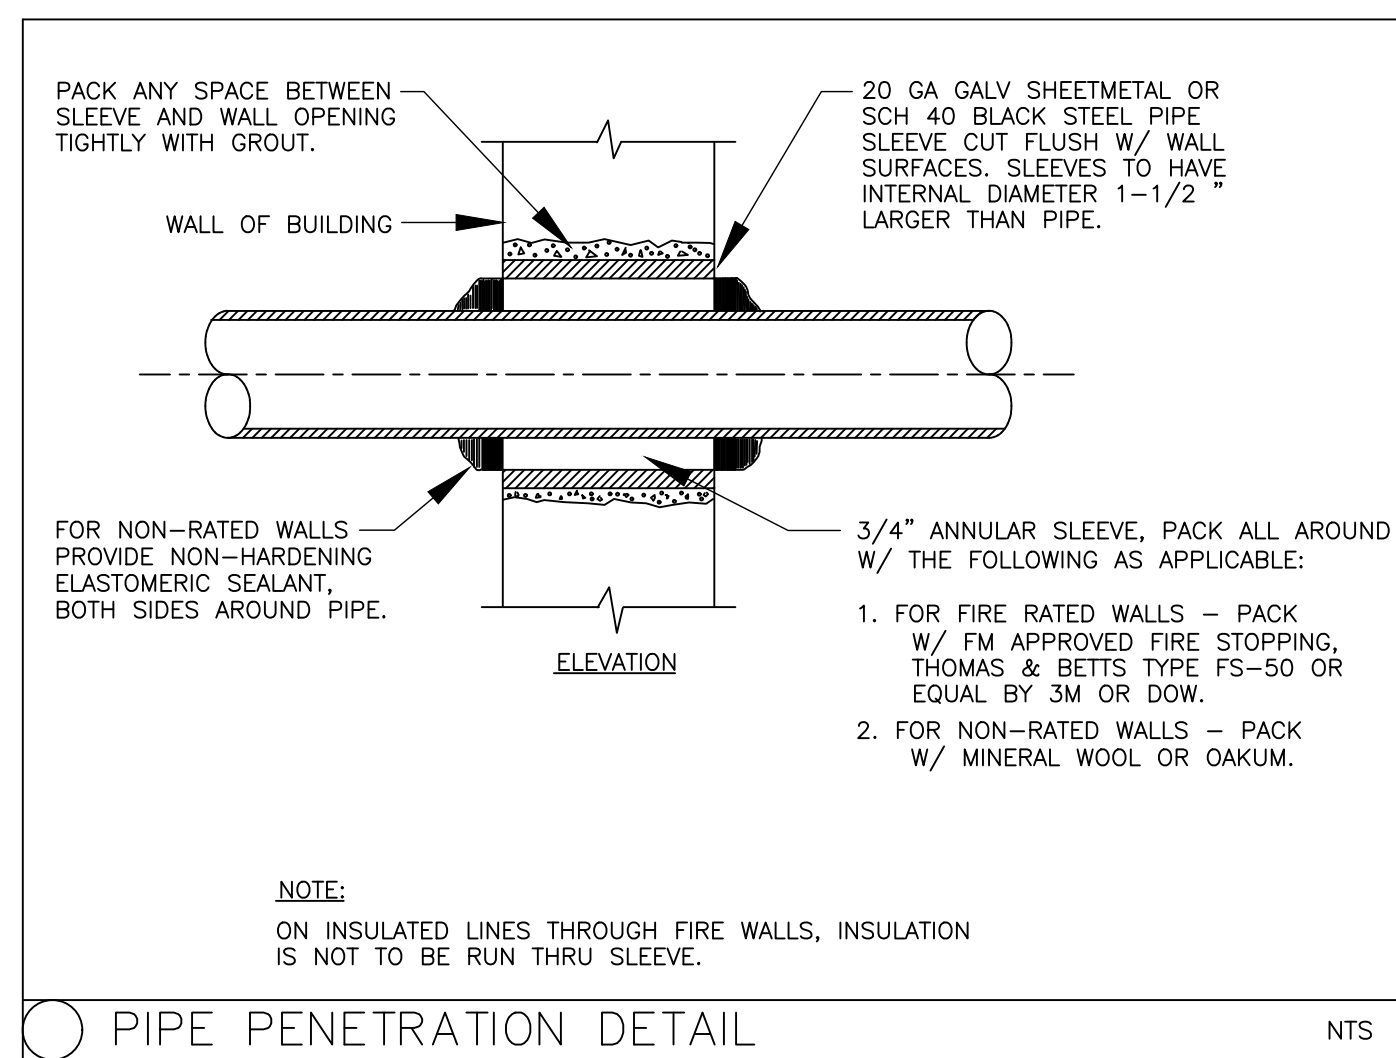 PACK ANY SPACE BETWEEN
SLEEVE AND WALL OPENING
TIGHTLY WITH GROUT.
WALL OF BUILDING
20 GA GALV SHEETMETAL OR
SCH 40 BLACK STEEL PIPE
SLEEVE CUT FLUSH W/ WALL
SURFACES. SLEEVES TO HAVE
INTERNAL DIAMETER 1-1/2 "
LARGER THAN PIPE.
FOR NON-RATED WALLS
PROVIDE NON-HARDENING
ELASTOMERIC SEALANT,
BOTH SIDES AROUND PIPE.
3/4" ANNULAR SLEEVE, PACK ALL AROUND
W/ THE FOLLOWING AS APPLICABLE:
1. FOR FIRE RATED WALLS - PACK
W/ FM APPROVED FIRE STOPPING,
THOMAS & BETTS TYPE FS-50 OR
EQUAL BY 3M OR DOW.
2. FOR NON-RATED WALLS - PACK
W/ MINERAL WOOL OR OAKUM.
ELEVATION
NOTE:
ON INSULATED LINES THROUGH FIRE WALLS, INSULATION
IS NOT TO BE RUN THRU SLEEVE.
PIPE PENETRATION DETAIL
NTS